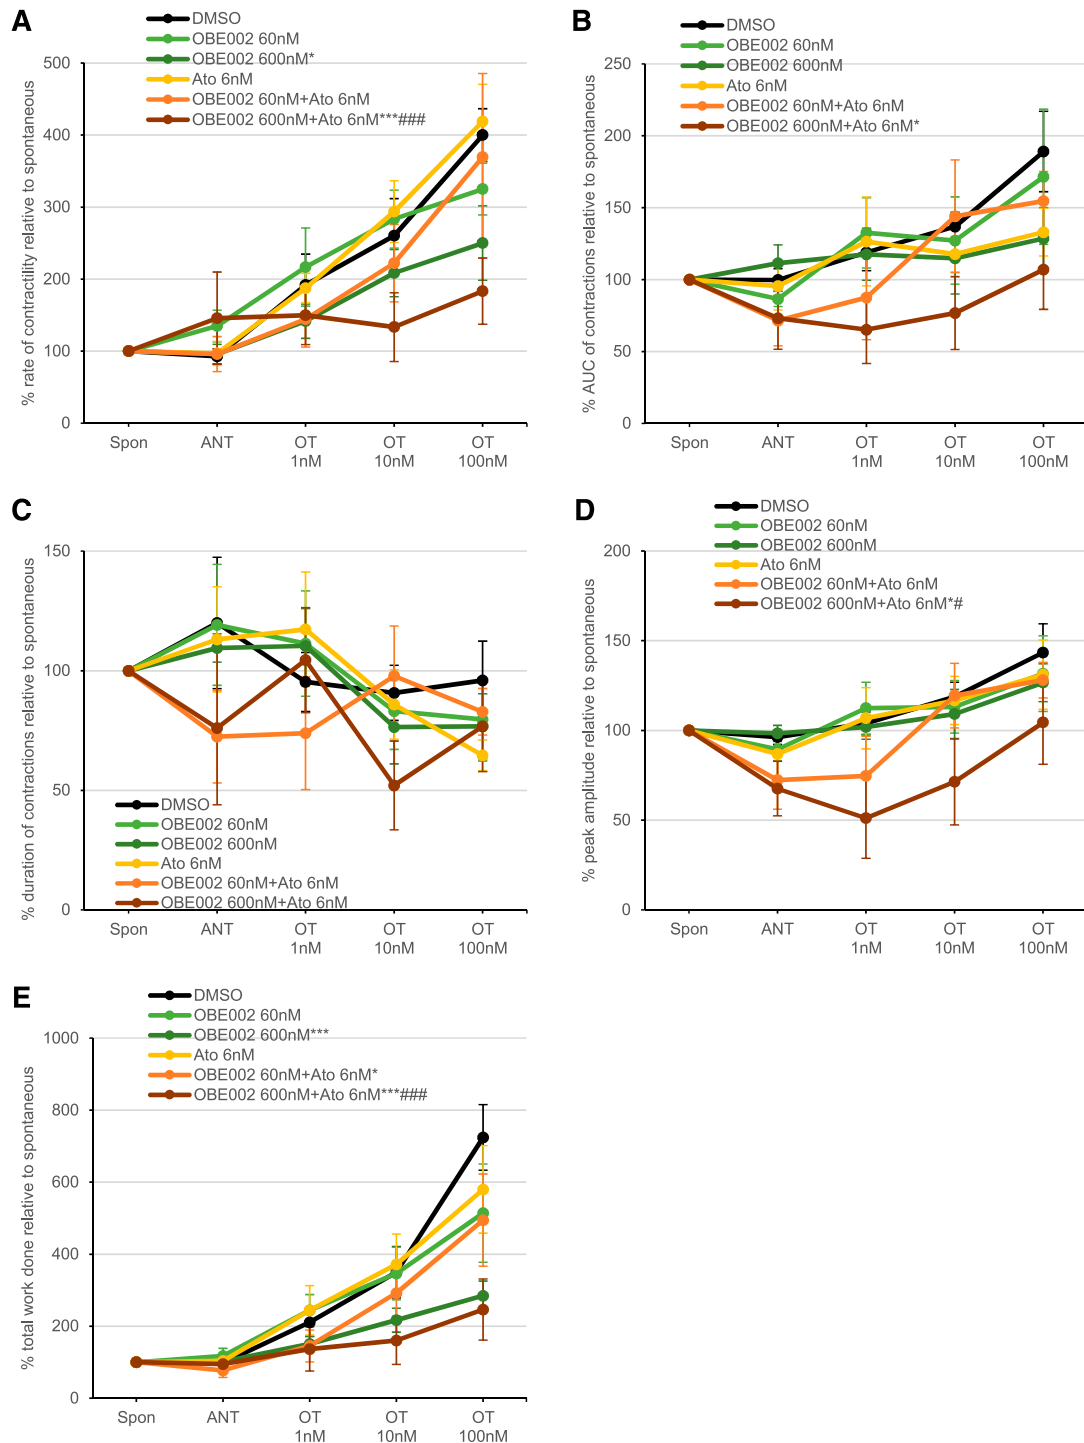 A
DMSO
OBE002 60nM
OBE002 600nM*
Ato 6nM
OBE002 60nM+Ato 6nM
OBE002 600nM+Ato 6nM***###
% rate of contractility relative to spontaneous
500
400
300
200
100
0
Spon ANT OT OT OT
1nM 10nM 100nM
B
DMSO
OBE002 60nM
OBE002 600nM
Ato 6nM
OBE002 60nM+Ato 6nM
OBE002 600nM+Ato 6nM*
% AUC of contractions relative to spontaneous
250
200
150
100
50
0
Spon ANT OT OT OT
1nM 10nM 100nM
C
% duration of contractions relative to spontaneous
150
100
50
0
DMSO
OBE002 60nM
OBE002 600nM
Ato 6nM
OBE002 60nM+Ato 6nM
OBE002 600nM+Ato 6nM
Spon ANT OT OT OT
1nM 10nM 100nM
D
DMSO
OBE002 60nM
OBE002 600nM
Ato 6nM
OBE002 60nM+Ato 6nM
OBE002 600nM+Ato 6nM*#
% peak amplitude relative to spontaneous
200
150
100
50
0
Spon ANT OT OT OT
1nM 10nM 100nM
E
DMSO
OBE002 60nM
OBE002 600nM***
Ato 6nM
OBE002 60nM+Ato 6nM*
OBE002 600nM+Ato 6nM***###
% total work done relative to spontaneous
1000
800
600
400
200
0
Spon ANT OT OT OT
1nM 10nM 100nM